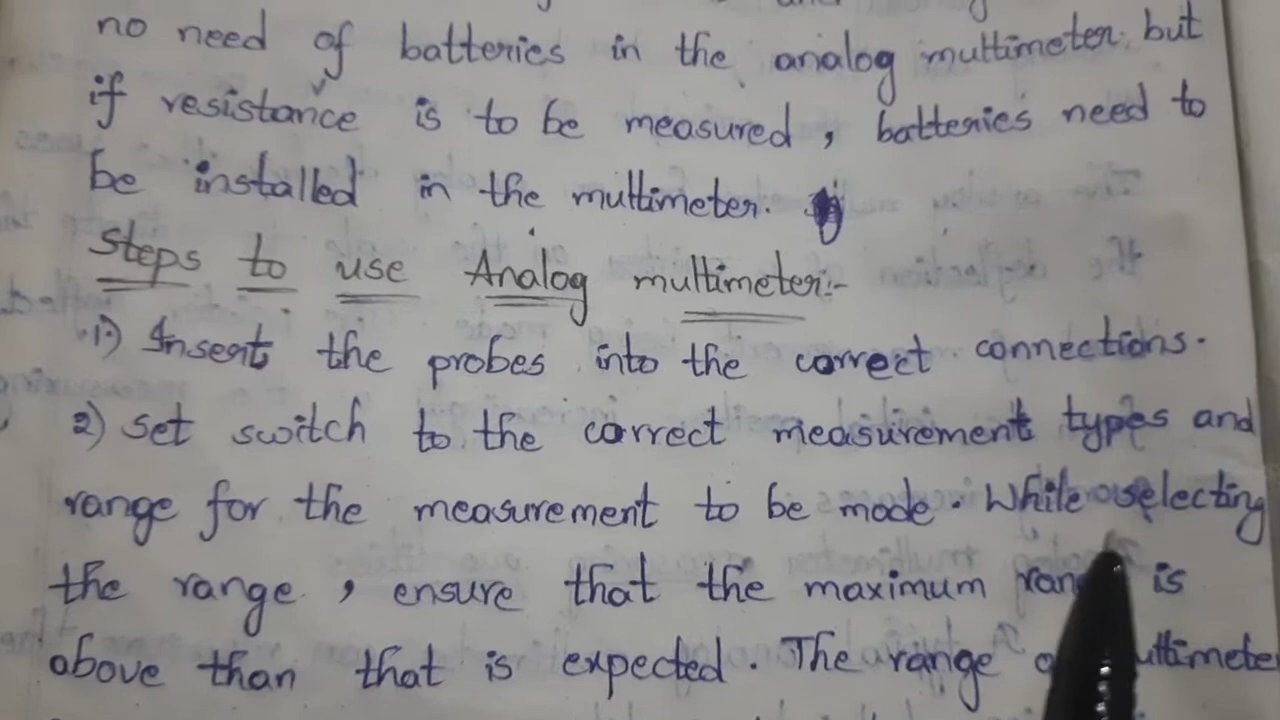 no need of batteries in the analog multimeter. but
if resistance is to be measured, batteries need to
be installed in the multimeter.
steps to use Analog multimeter:-
1) Insert the probes into the correct connections.
2) set switch to the correct measurement types and
range for the measurement to be made. While selecting
the range, ensure that the maximum is
above than that is expected. The range